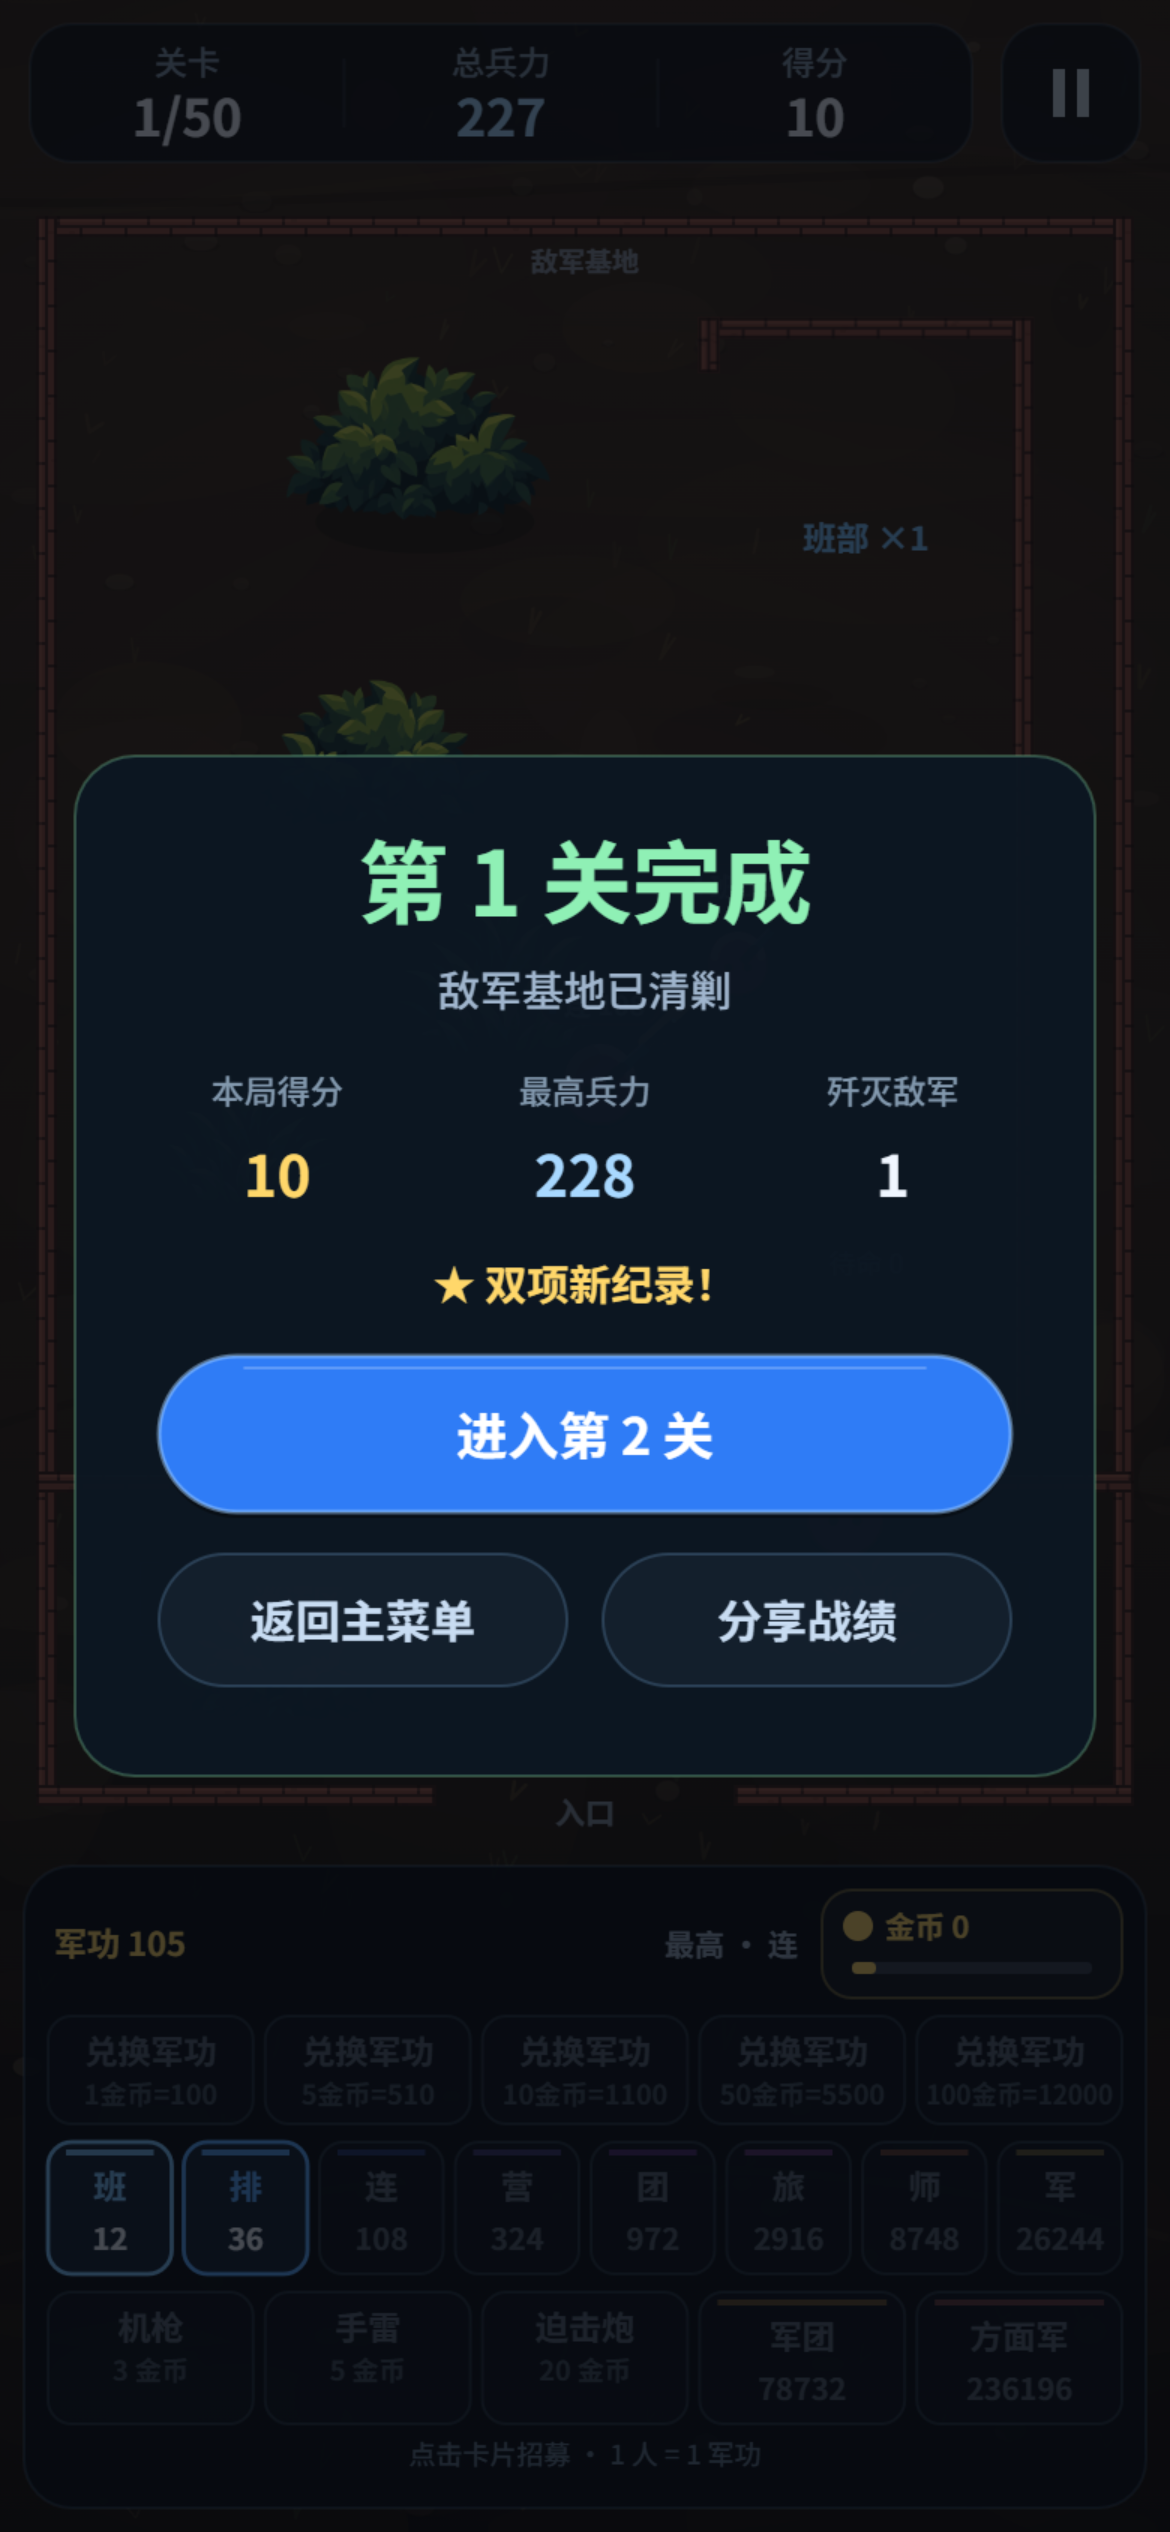 关卡
1/50
总兵力
227
得分
10
敌军基地
班部 ×1
第 1 关完成
敌军基地已清剿
本局得分
10
最高兵力
228
歼灭敌军
1
★ 双项新纪录！
进入第 2 关
返回主菜单
分享战绩
入口
军功 105
最高 · 连
金币 0
兑换军功
1金币=100
兑换军功
5金币=510
兑换军功
10金币=1100
兑换军功
50金币=5500
兑换军功
100金币=12000
班
12
排
36
连
108
营
324
团
972
旅
2916
师
8748
军
26244
机枪
3 金币
手雷
5 金币
迫击炮
20 金币
军团
78732
方面军
236196
点击卡片招募 · 1 人 = 1 军功